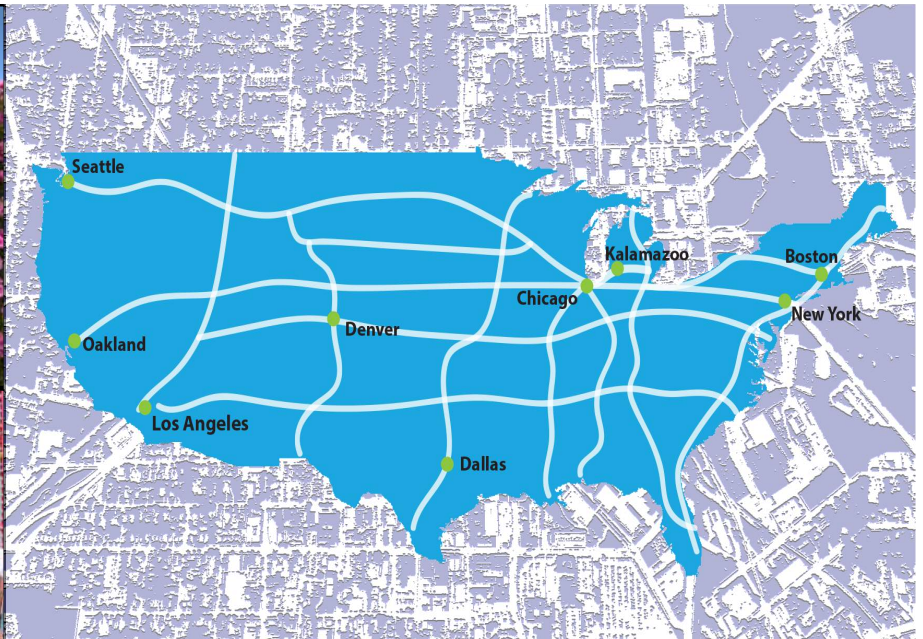 Seattle
Kalamazoo
Boston
Chicago
New York
Denver
Oakland
Los Angeles
Dallas